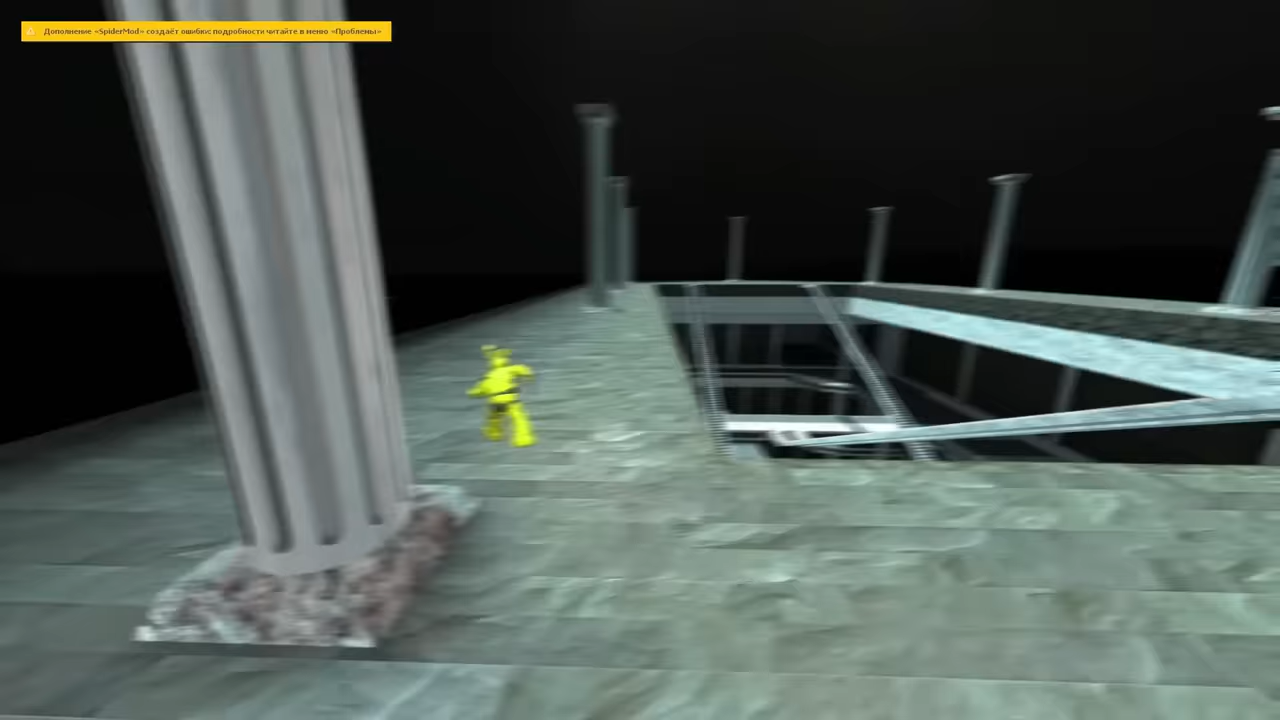 Дополнение «SpiderMod» создаёт ошибки: подробности читайте в меню «Проблемы»